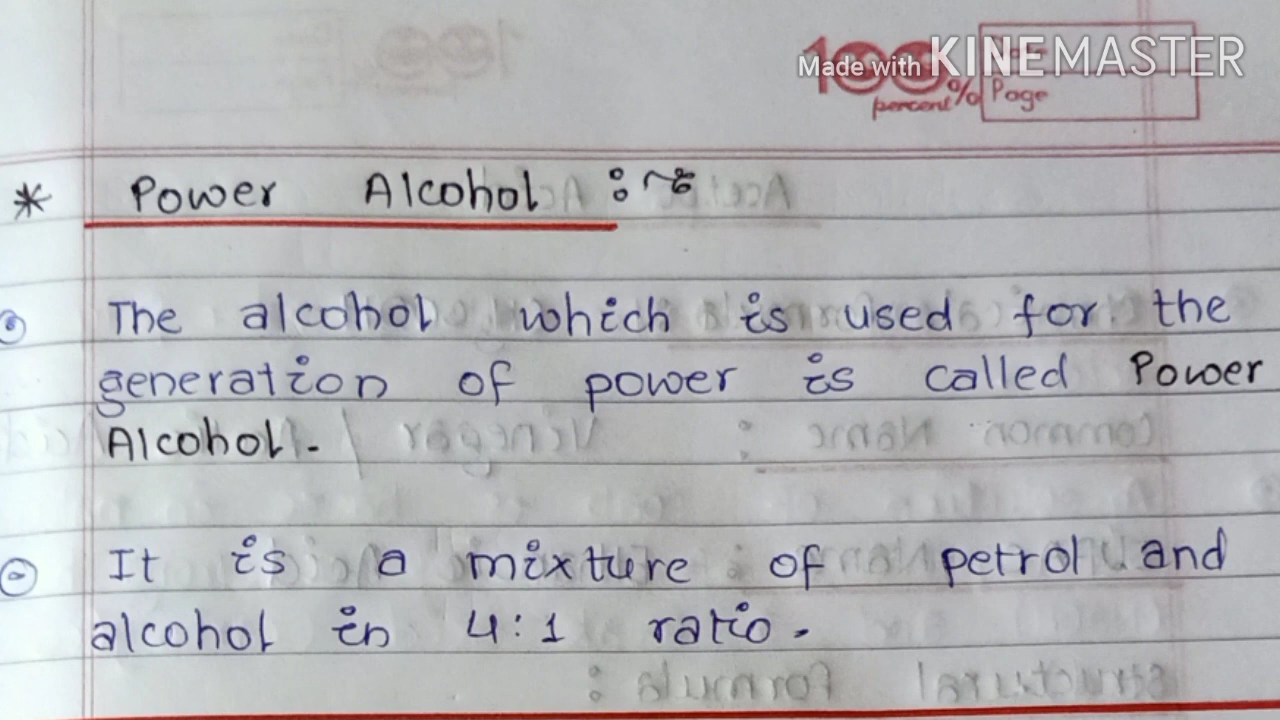 Made with KINEMASTER
100 percent %
Page
* Power Alcohol :~
The alcohol which is used for the
generation of power is called Power
Alcohol.
It is a mixture of petrol and
alcohol in 4:1 ratio.